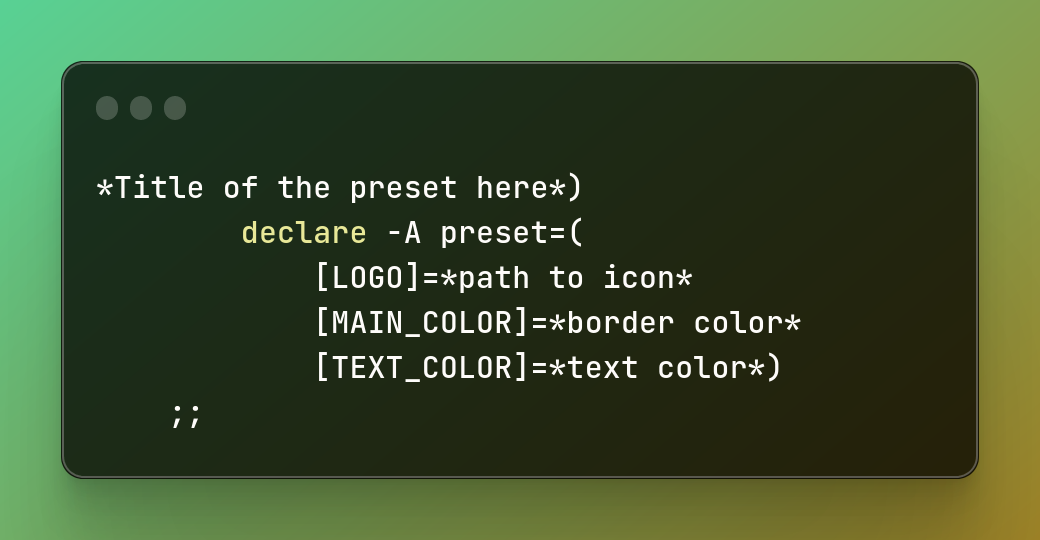 *Title of the preset here*)
declare -A preset=(
[LOGO]=*path to icon*
[MAIN_COLOR]=*border color*
[TEXT_COLOR]=*text color*)
;;